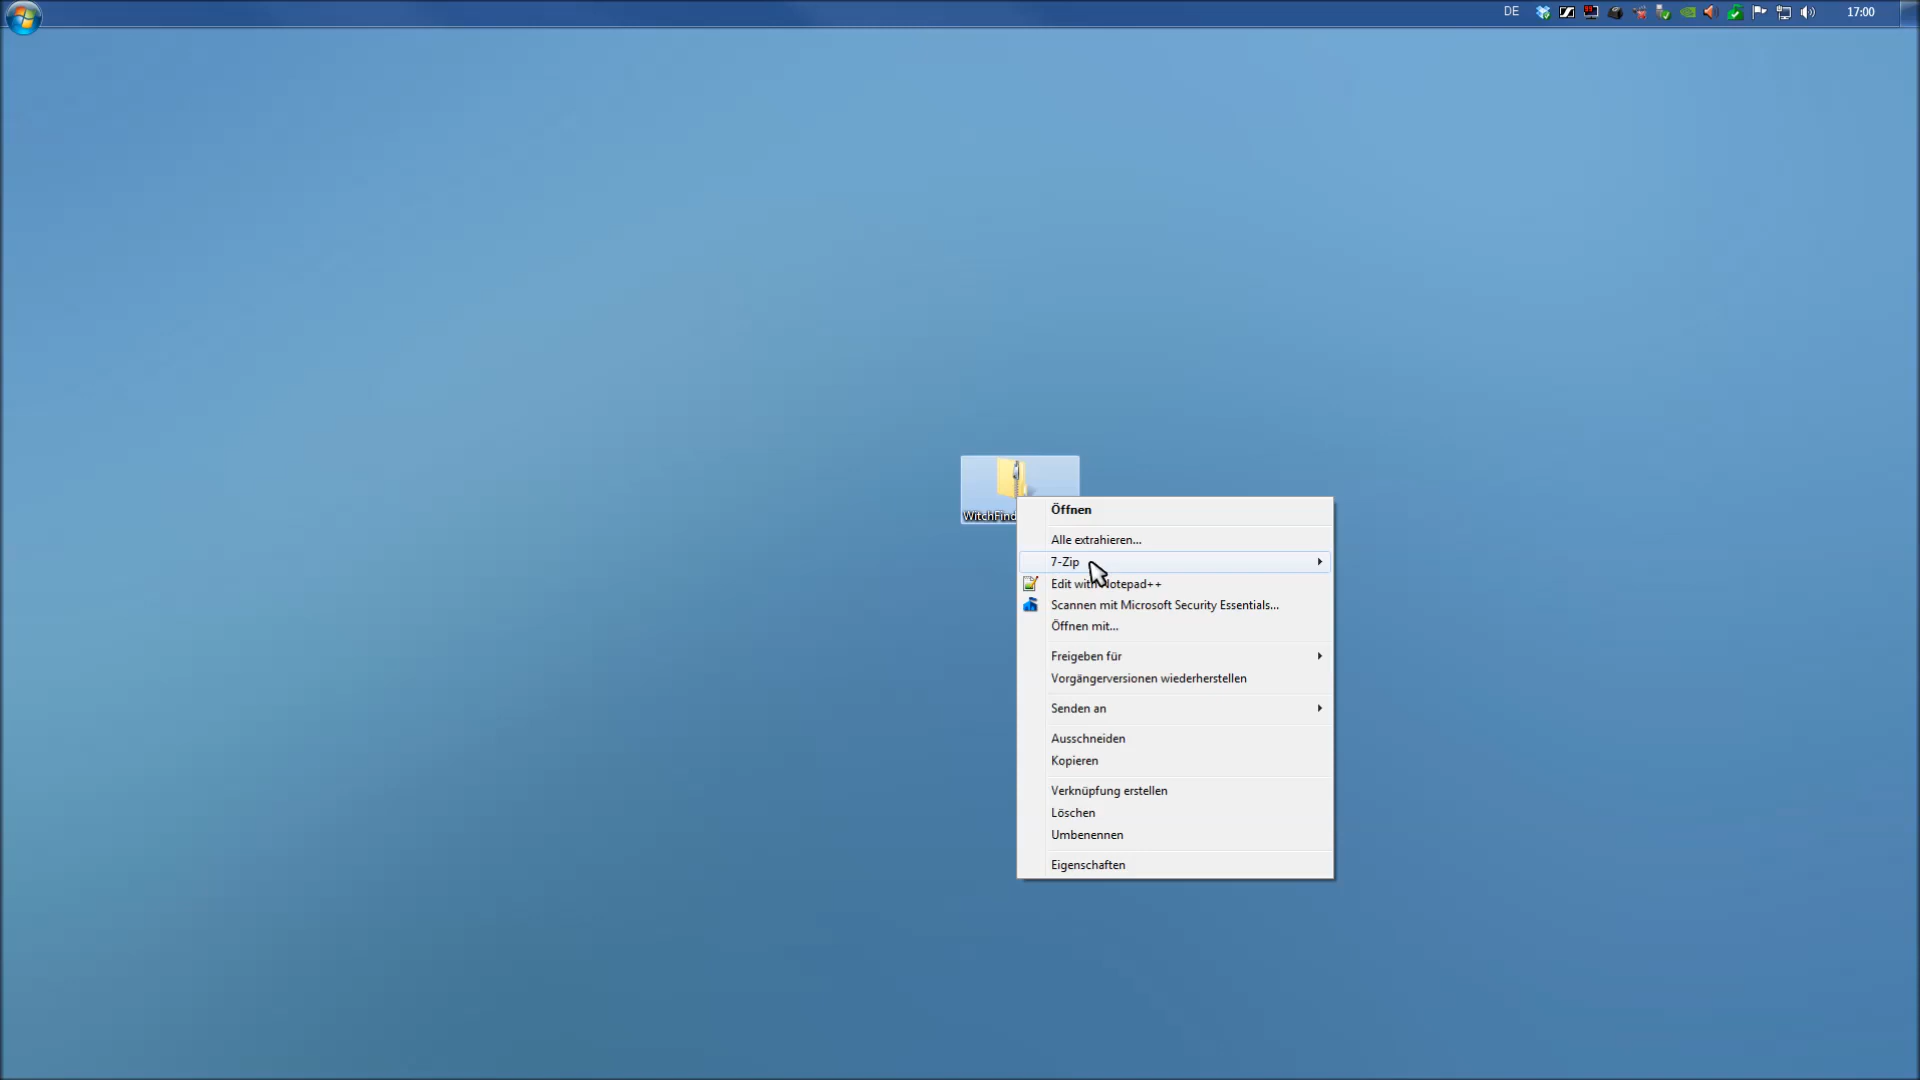 DE
17:00
WitchFind
Öffnen
Alle extrahieren...
7-Zip
Edit with Notepad++
Scannen mit Microsoft Security Essentials...
Öffnen mit...
Freigeben für
Vorgängerversionen wiederherstellen
Senden an
Ausschneiden
Kopieren
Verknüpfung erstellen
Löschen
Umbenennen
Eigenschaften